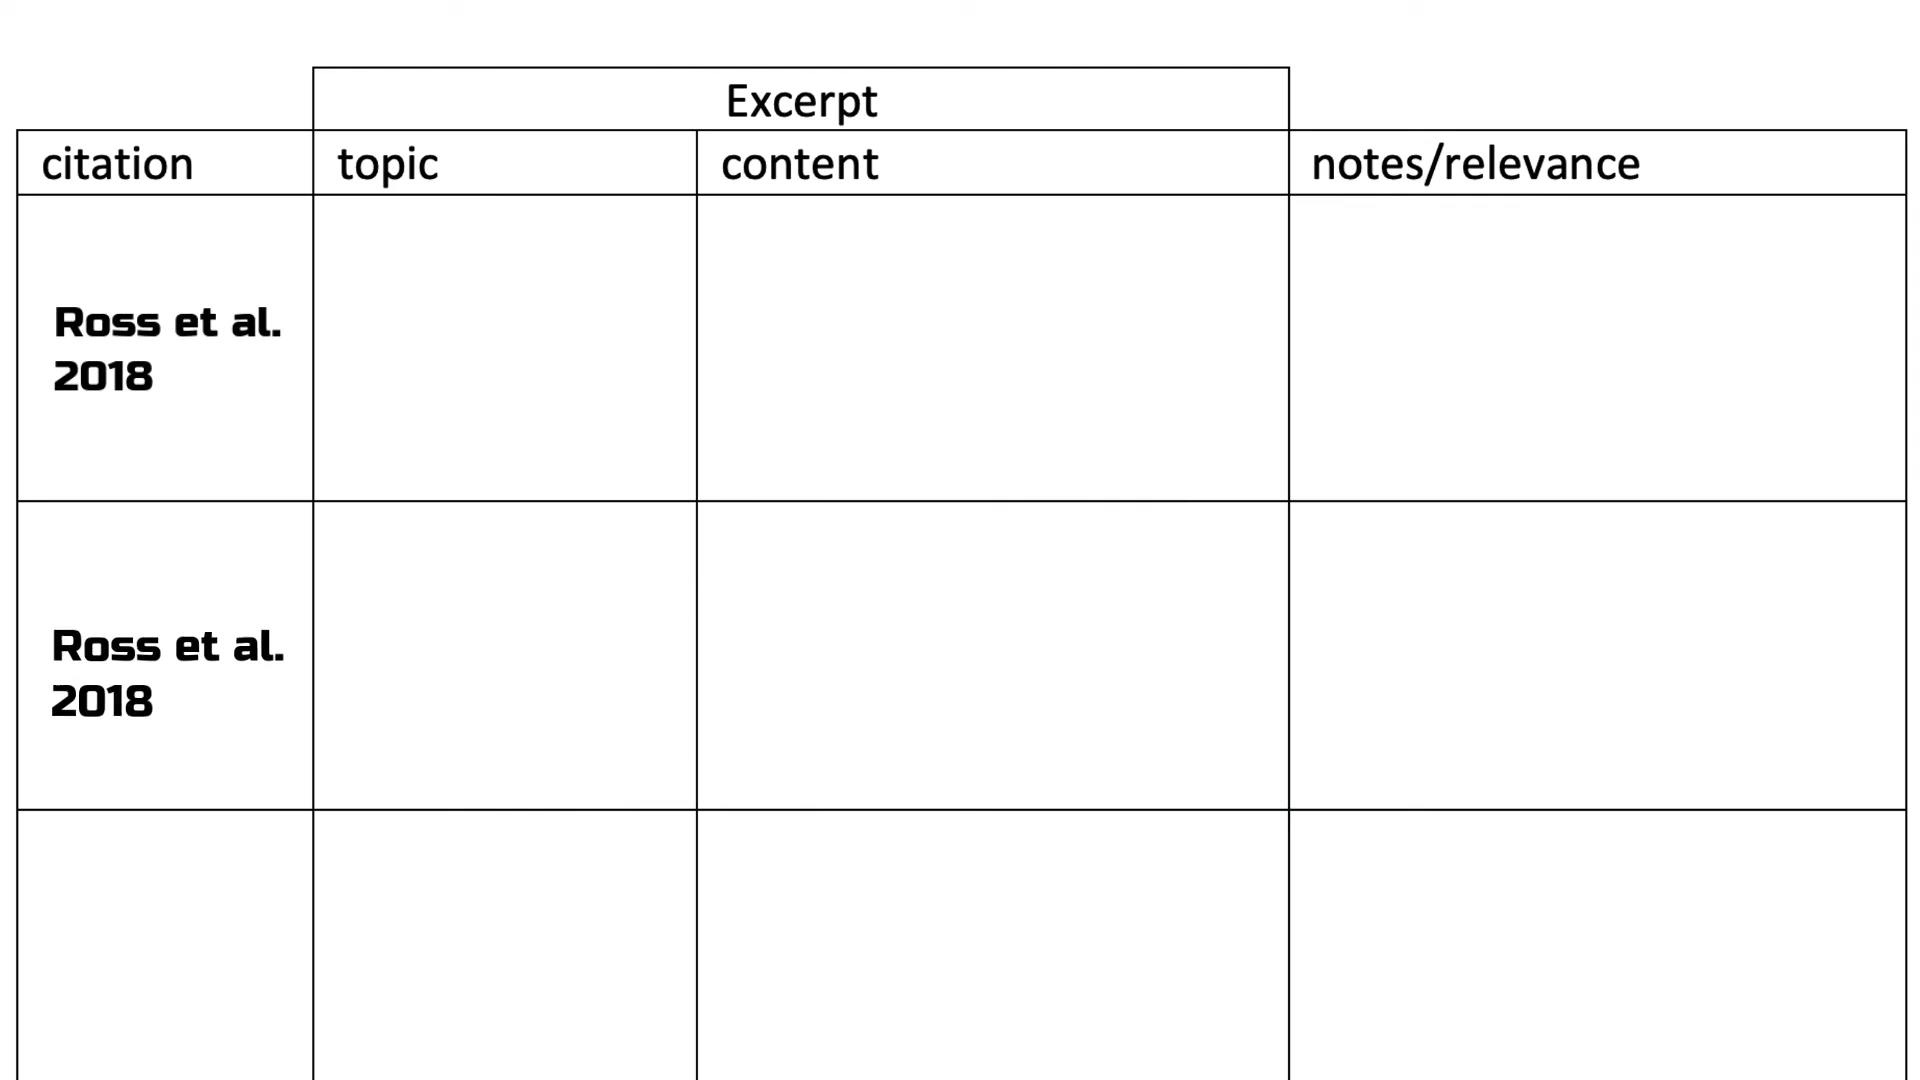 Excerpt
citation topic content notes/relevance
Ross et al.
2018
Ross et al.
2018